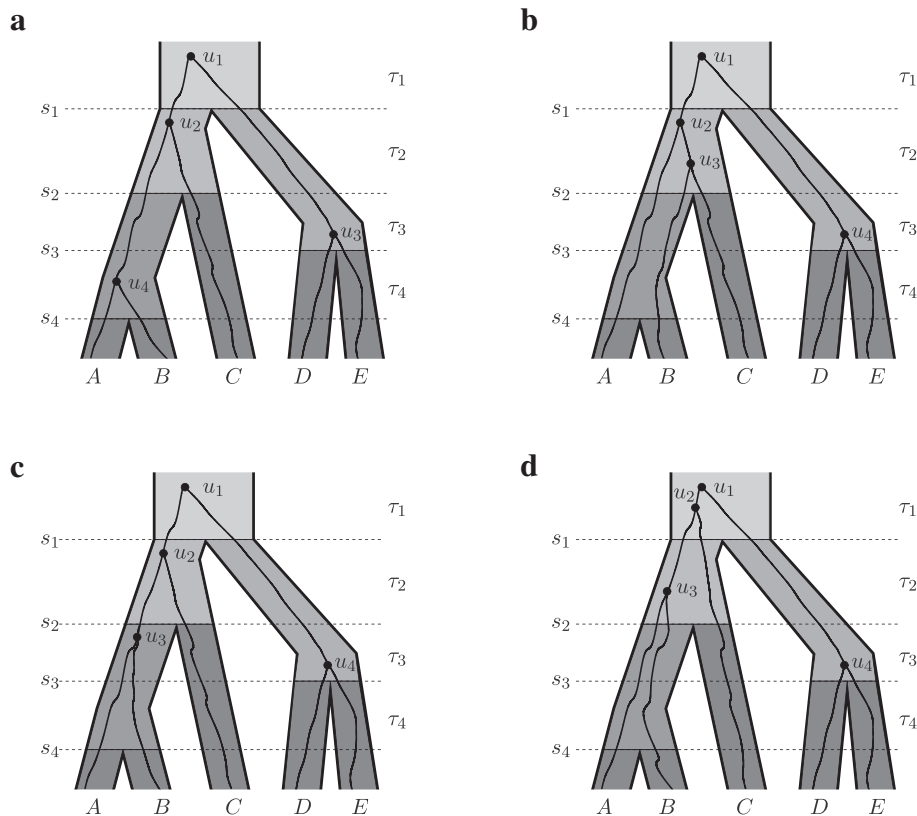 a
u₁
τ₁
s₁
u₂
τ₂
s₂
u₃
τ₃
s₃
u₄
τ₄
s₄
A B C D E
b
u₁
τ₁
s₁
u₂
τ₂
u₃
s₂
u₄
τ₃
s₃
τ₄
s₄
A B C D E
c
u₁
τ₁
s₁
u₂
τ₂
s₂
u₃
τ₃
u₄
s₃
τ₄
s₄
A B C D E
d
u₂ u₁
τ₁
s₁
u₃
τ₂
s₂
u₄
τ₃
s₃
τ₄
s₄
A B C D E